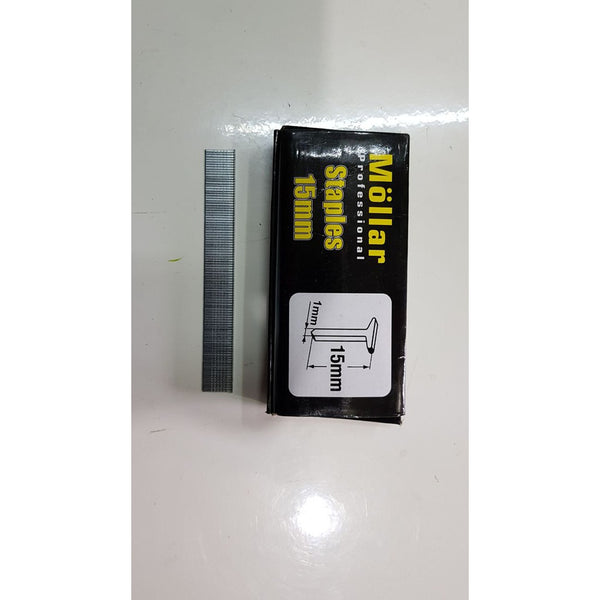 Möllar
Professional
Staples
15mm
1mm
15mm